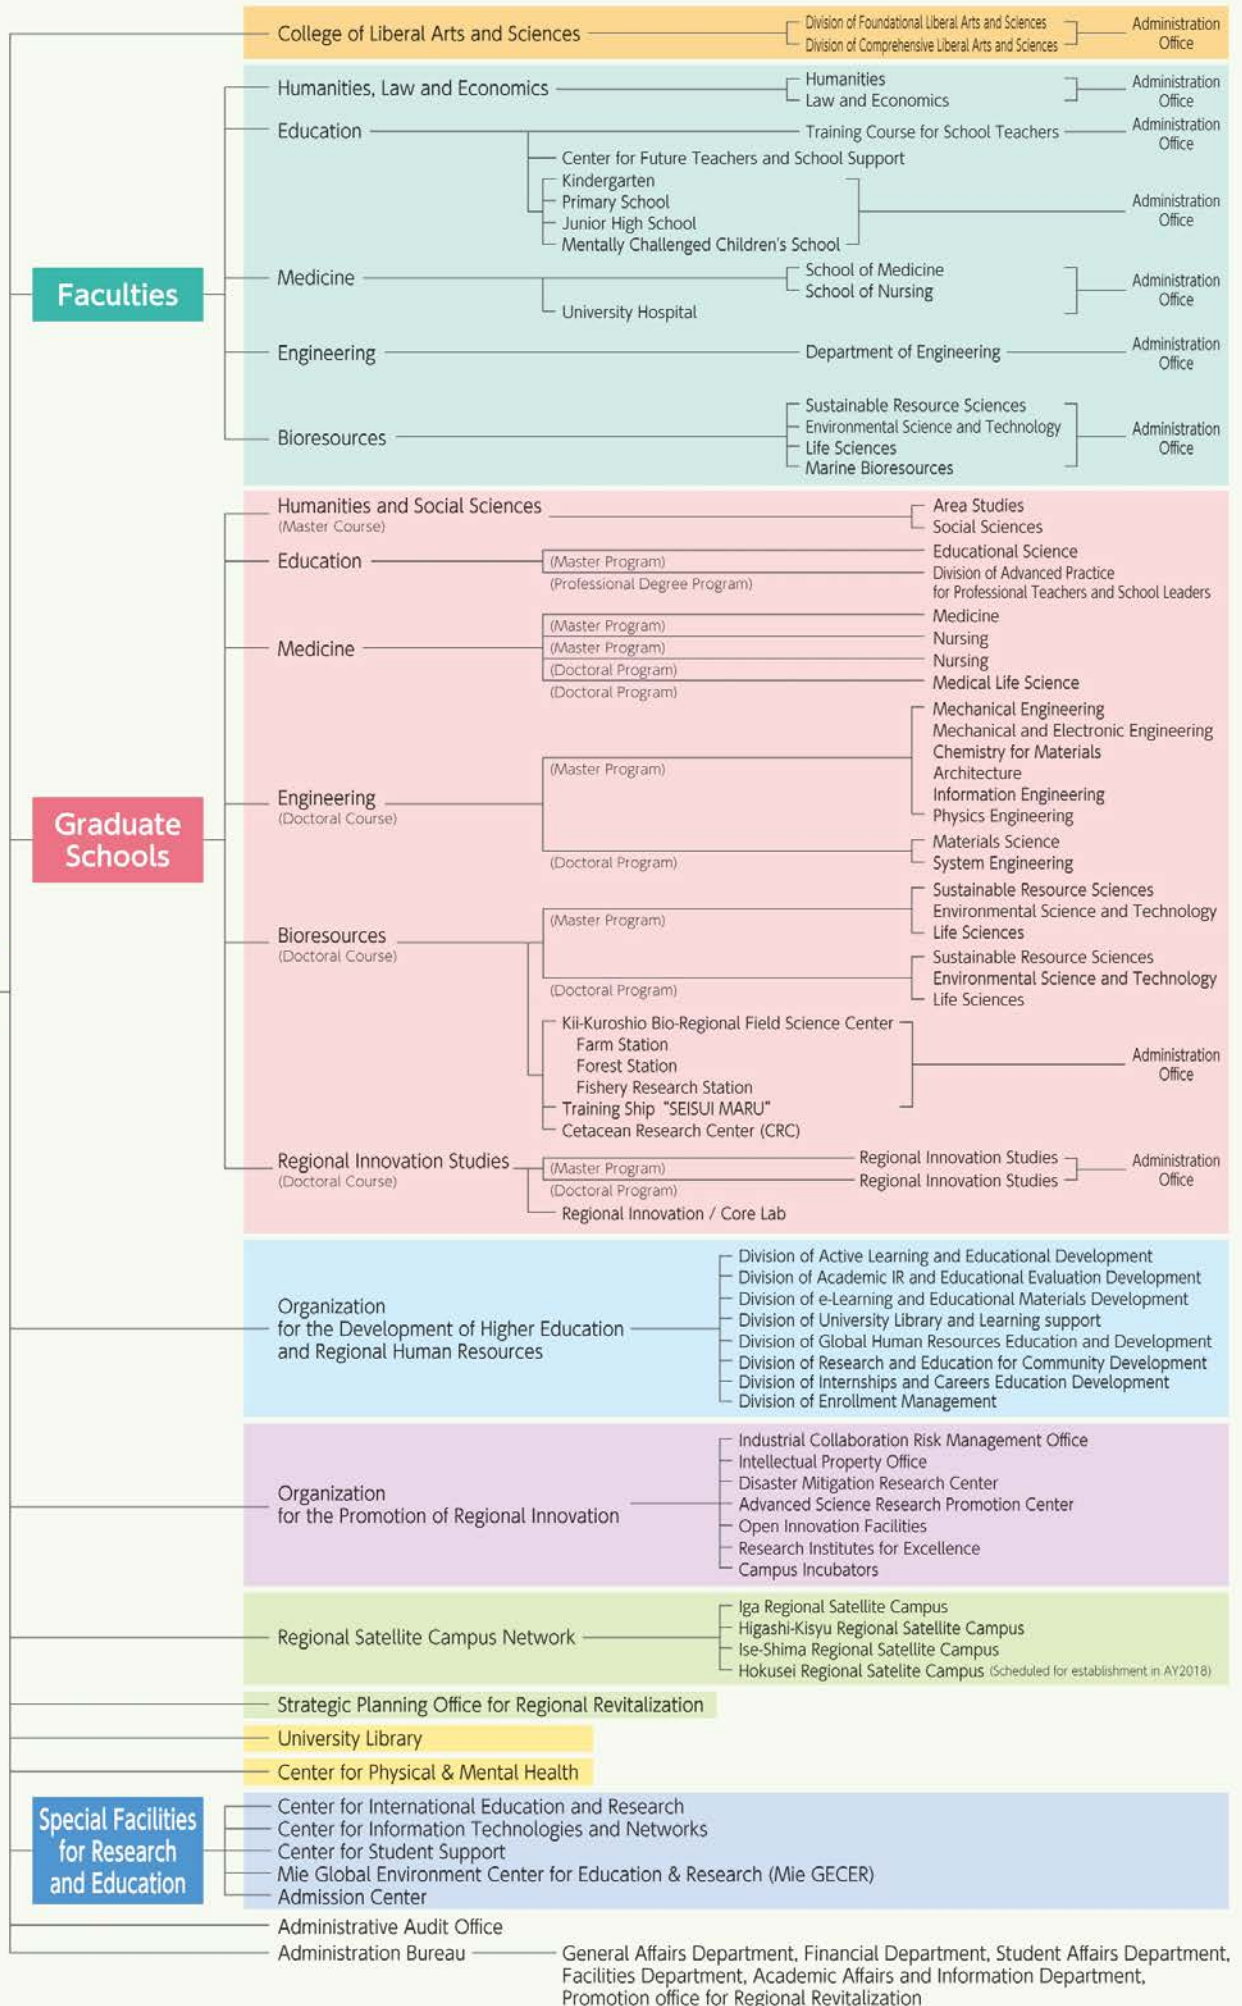 College of Liberal Arts and Sciences
Division of Foundational Liberal Arts and Sciences
Division of Comprehensive Liberal Arts and Sciences
Administration
Office
Faculties
Humanities, Law and Economics
Humanities
Law and Economics
Administration
Office
Education
Training Course for School Teachers
Administration
Office
Center for Future Teachers and School Support
Kindergarten
Primary School
Junior High School
Mentally Challenged Children's School
Administration
Office
Medicine
School of Medicine
School of Nursing
University Hospital
Administration
Office
Engineering
Department of Engineering
Administration
Office
Bioresources
Sustainable Resource Sciences
Environmental Science and Technology
Life Sciences
Marine Bioresources
Administration
Office
Graduate
Schools
Humanities and Social Sciences
(Master Course)
Area Studies
Social Sciences
Education
(Master Program)
Educational Science
(Professional Degree Program)
Division of Advanced Practice
for Professional Teachers and School Leaders
Medicine
(Master Program)
Medicine
(Master Program)
Nursing
(Doctoral Program)
Nursing
(Doctoral Program)
Medical Life Science
Engineering
(Doctoral Course)
(Master Program)
Mechanical Engineering
Mechanical and Electronic Engineering
Chemistry for Materials
Architecture
Information Engineering
Physics Engineering
(Doctoral Program)
Materials Science
System Engineering
Bioresources
(Doctoral Course)
(Master Program)
Sustainable Resource Sciences
Environmental Science and Technology
Life Sciences
(Doctoral Program)
Sustainable Resource Sciences
Environmental Science and Technology
Life Sciences
Kii-Kuroshio Bio-Regional Field Science Center
Farm Station
Forest Station
Fishery Research Station
Training Ship "SEISUI MARU"
Cetacean Research Center (CRC)
Administration
Office
Regional Innovation Studies
(Doctoral Course)
(Master Program)
Regional Innovation Studies
(Doctoral Program)
Regional Innovation Studies
Administration
Office
Regional Innovation / Core Lab
Organization
for the Development of Higher Education
and Regional Human Resources
Division of Active Learning and Educational Development
Division of Academic IR and Educational Evaluation Development
Division of e-Learning and Educational Materials Development
Division of University Library and Learning support
Division of Global Human Resources Education and Development
Division of Research and Education for Community Development
Division of Internships and Careers Education Development
Division of Enrollment Management
Organization
for the Promotion of Regional Innovation
Industrial Collaboration Risk Management Office
Intellectual Property Office
Disaster Mitigation Research Center
Advanced Science Research Promotion Center
Open Innovation Facilities
Research Institutes for Excellence
Campus Incubators
Regional Satellite Campus Network
Iga Regional Satellite Campus
Higashi-Kisyu Regional Satellite Campus
Ise-Shima Regional Satellite Campus
Hokusei Regional Satelite Campus (Scheduled for establishment in AY2018)
Strategic Planning Office for Regional Revitalization
University Library
Center for Physical & Mental Health
Special Facilities
for Research
and Education
Center for International Education and Research
Center for Information Technologies and Networks
Center for Student Support
Mie Global Environment Center for Education & Research (Mie GECER)
Admission Center
Administrative Audit Office
Administration Bureau
General Affairs Department, Financial Department, Student Affairs Department,
Facilities Department, Academic Affairs and Information Department,
Promotion office for Regional Revitalization